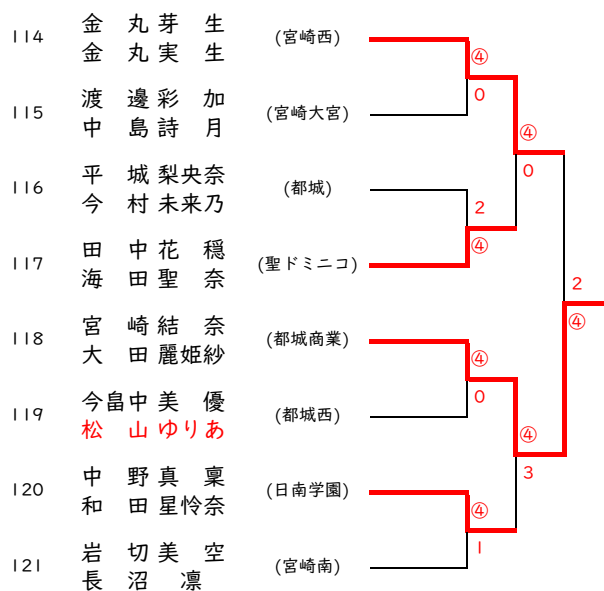 114 金丸芽生 (宮崎西)
金丸実生
④
0
115 渡邊彩加 (宮崎大宮)
中島詩月
④
0
116 平城梨央奈 (都城)
今村未来乃
2
④
117 田中花穏 (聖ドミニコ)
海田聖奈
2
④
118 宮崎結奈 (都城商業)
大田麗姫紗
④
0
119 今畠中美優 (都城西)
松山ゆりあ
④
3
120 中野真稟 (日南学園)
和田星怜奈
④
1
121 岩切美空 (宮崎南)
長沼凛